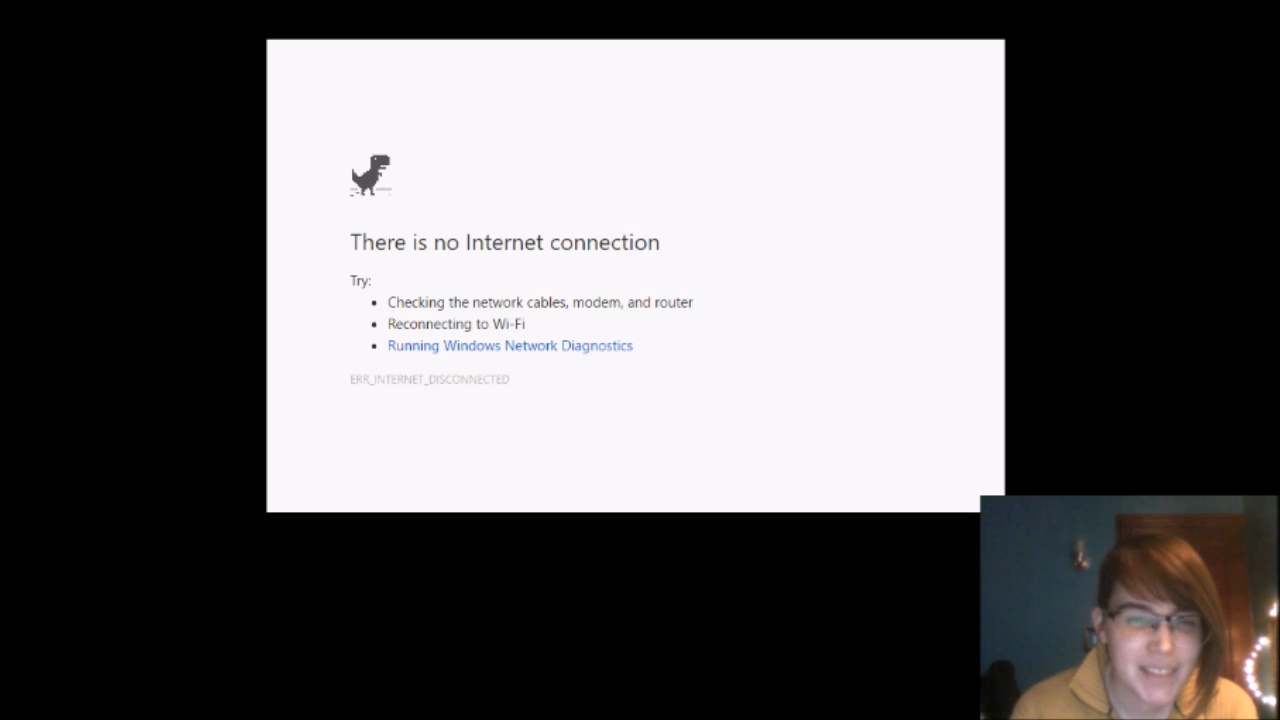 There is no Internet connection
Try:
Checking the network cables, modem, and router
Reconnecting to Wi-Fi
Running Windows Network Diagnostics
ERR_INTERNET_DISCONNECTED